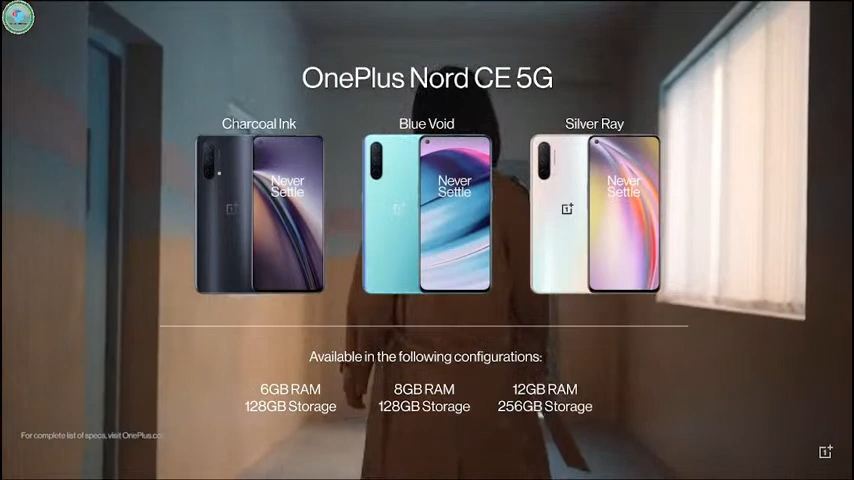 OnePlus Nord CE 5G
Charcoal Ink
Blue Void
Silver Ray
Never
Settle
Never
Settle
Never
Settle
Available in the following configurations:
6GB RAM
128GB Storage
8GB RAM
128GB Storage
12GB RAM
256GB Storage
For complete list of specs, visit OnePlus.co